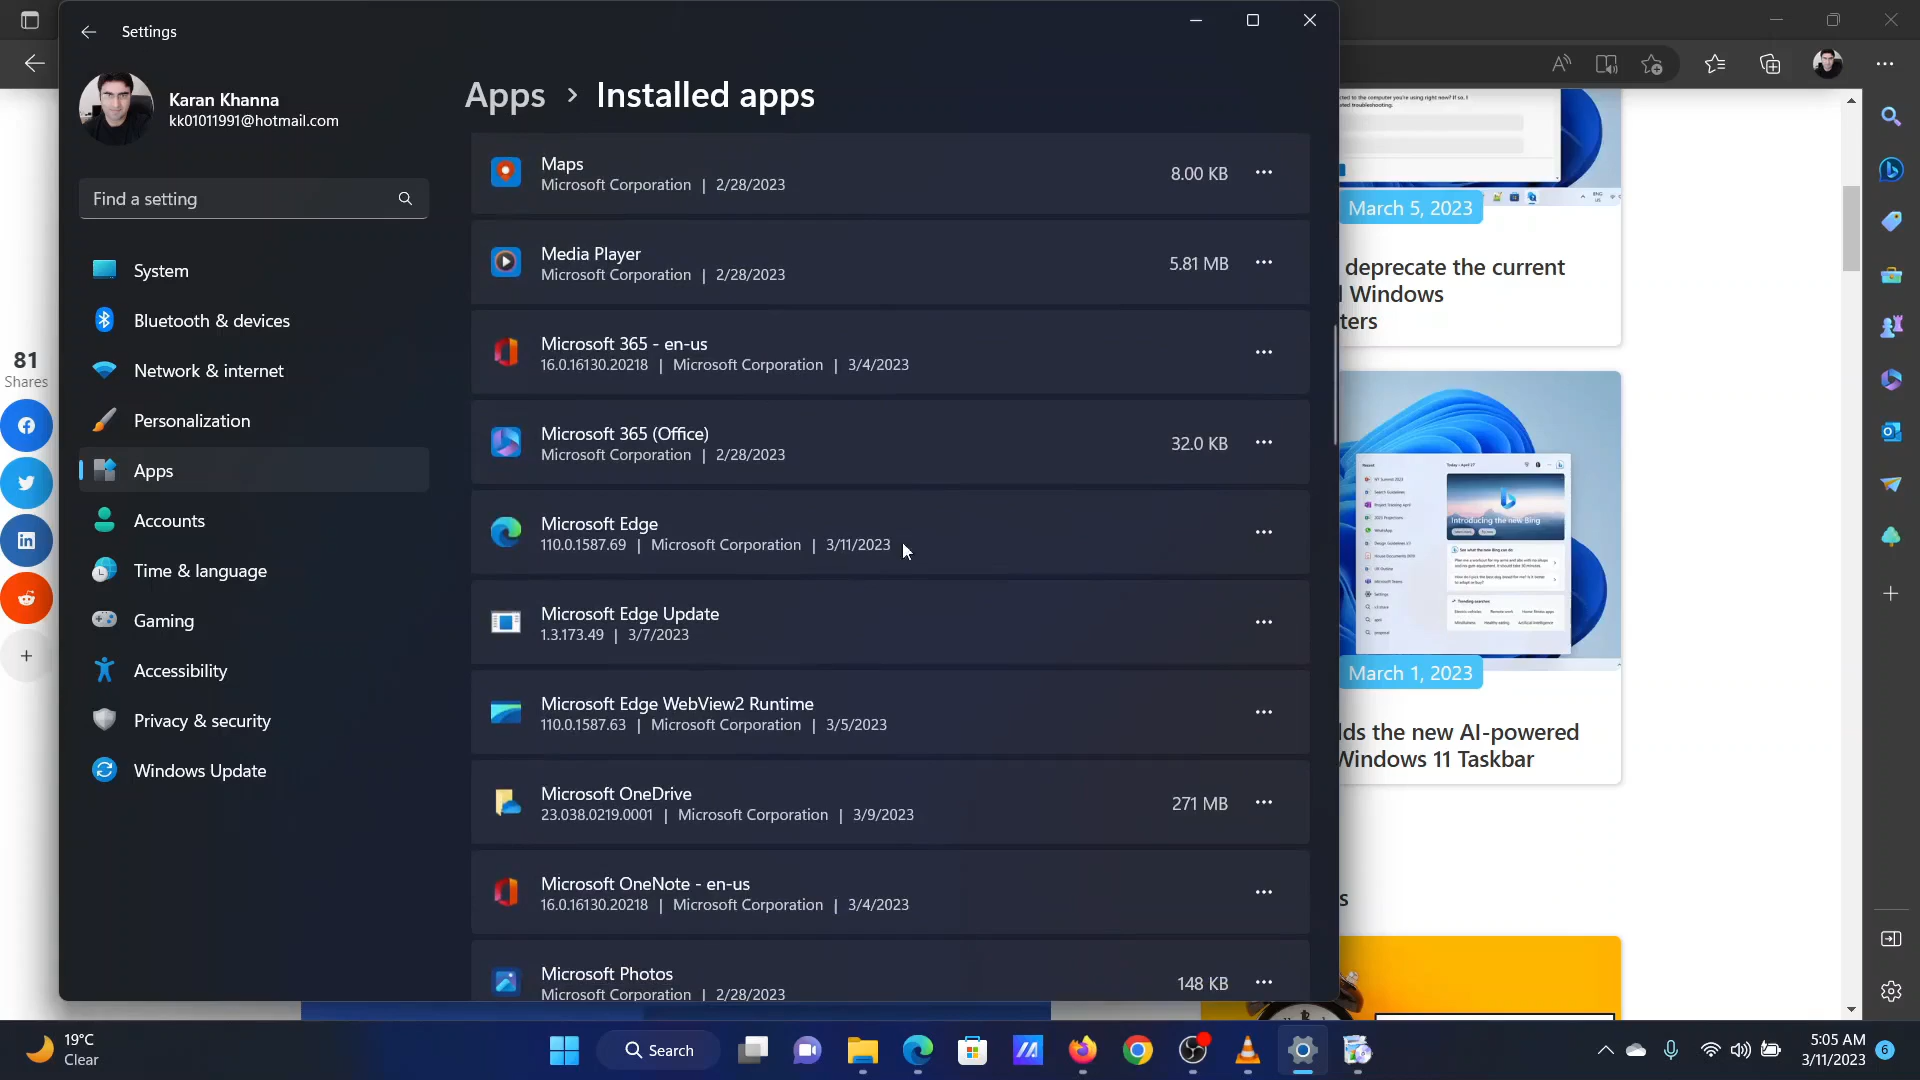 Settings
Karan Khanna
kk01011991@hotmail.com
Find a setting
System
Bluetooth & devices
Network & internet
Personalization
Apps
Accounts
Time & language
Gaming
Accessibility
Privacy & security
Windows Update
Apps > Installed apps
Maps
Microsoft Corporation | 2/28/2023
8.00 KB
Media Player
Microsoft Corporation | 2/28/2023
5.81 MB
Microsoft 365 - en-us
16.0.16130.20218 | Microsoft Corporation | 3/4/2023
Microsoft 365 (Office)
Microsoft Corporation | 2/28/2023
32.0 KB
Microsoft Edge
110.0.1587.69 | Microsoft Corporation | 3/11/2023
Microsoft Edge Update
1.3.173.49 | 3/7/2023
Microsoft Edge WebView2 Runtime
110.0.1587.63 | Microsoft Corporation | 3/5/2023
Microsoft OneDrive
23.038.0219.0001 | Microsoft Corporation | 3/9/2023
271 MB
Microsoft OneNote - en-us
16.0.16130.20218 | Microsoft Corporation | 3/4/2023
Microsoft Photos
Microsoft Corporation | 2/28/2023
148 KB
81
Shares
March 5, 2023
deprecate the current
Windows
ters
Introducing the new Bing
March 1, 2023
lds the new AI-powered
Windows 11 Taskbar
s
19°C
Clear
Search
5:05 AM
3/11/2023
6